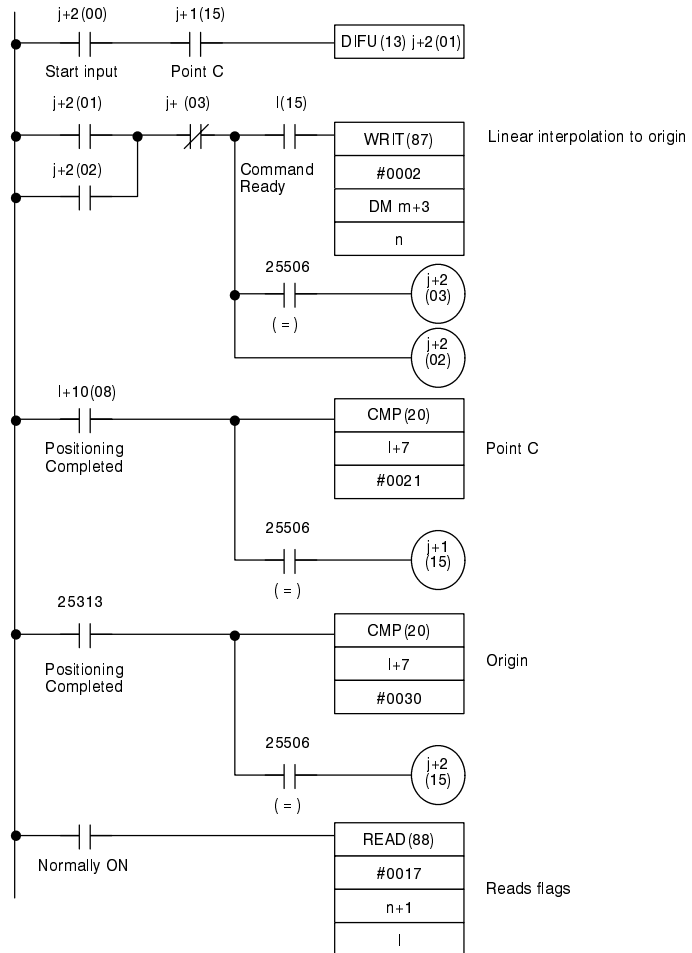 j+2(00)
j+1(15)
DIFU(13) j+2(01)
Start input
Point C
j+2(01)
j+ (03)
l(15)
WRIT(87)
Linear interpolation to origin
#0002
DM m+3
n
j+2(02)
Command
Ready
25506
j+2
(03)
( = )
j+2
(02)
l+10(08)
CMP(20)
l+7
#0021
Positioning
Completed
Point C
25506
j+1
(15)
( = )
25313
CMP(20)
l+7
#0030
Positioning
Completed
Origin
25506
j+2
(15)
( = )
READ(88)
#0017
n+1
l
Normally ON
Reads flags